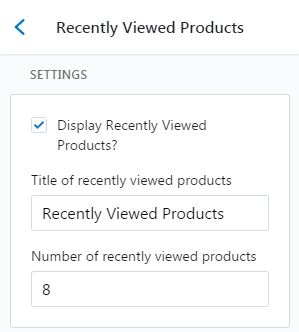 Recently Viewed Products
SETTINGS
Display Recently Viewed
Products?
Title of recently viewed products
Recently Viewed Products
Number of recently viewed products
8